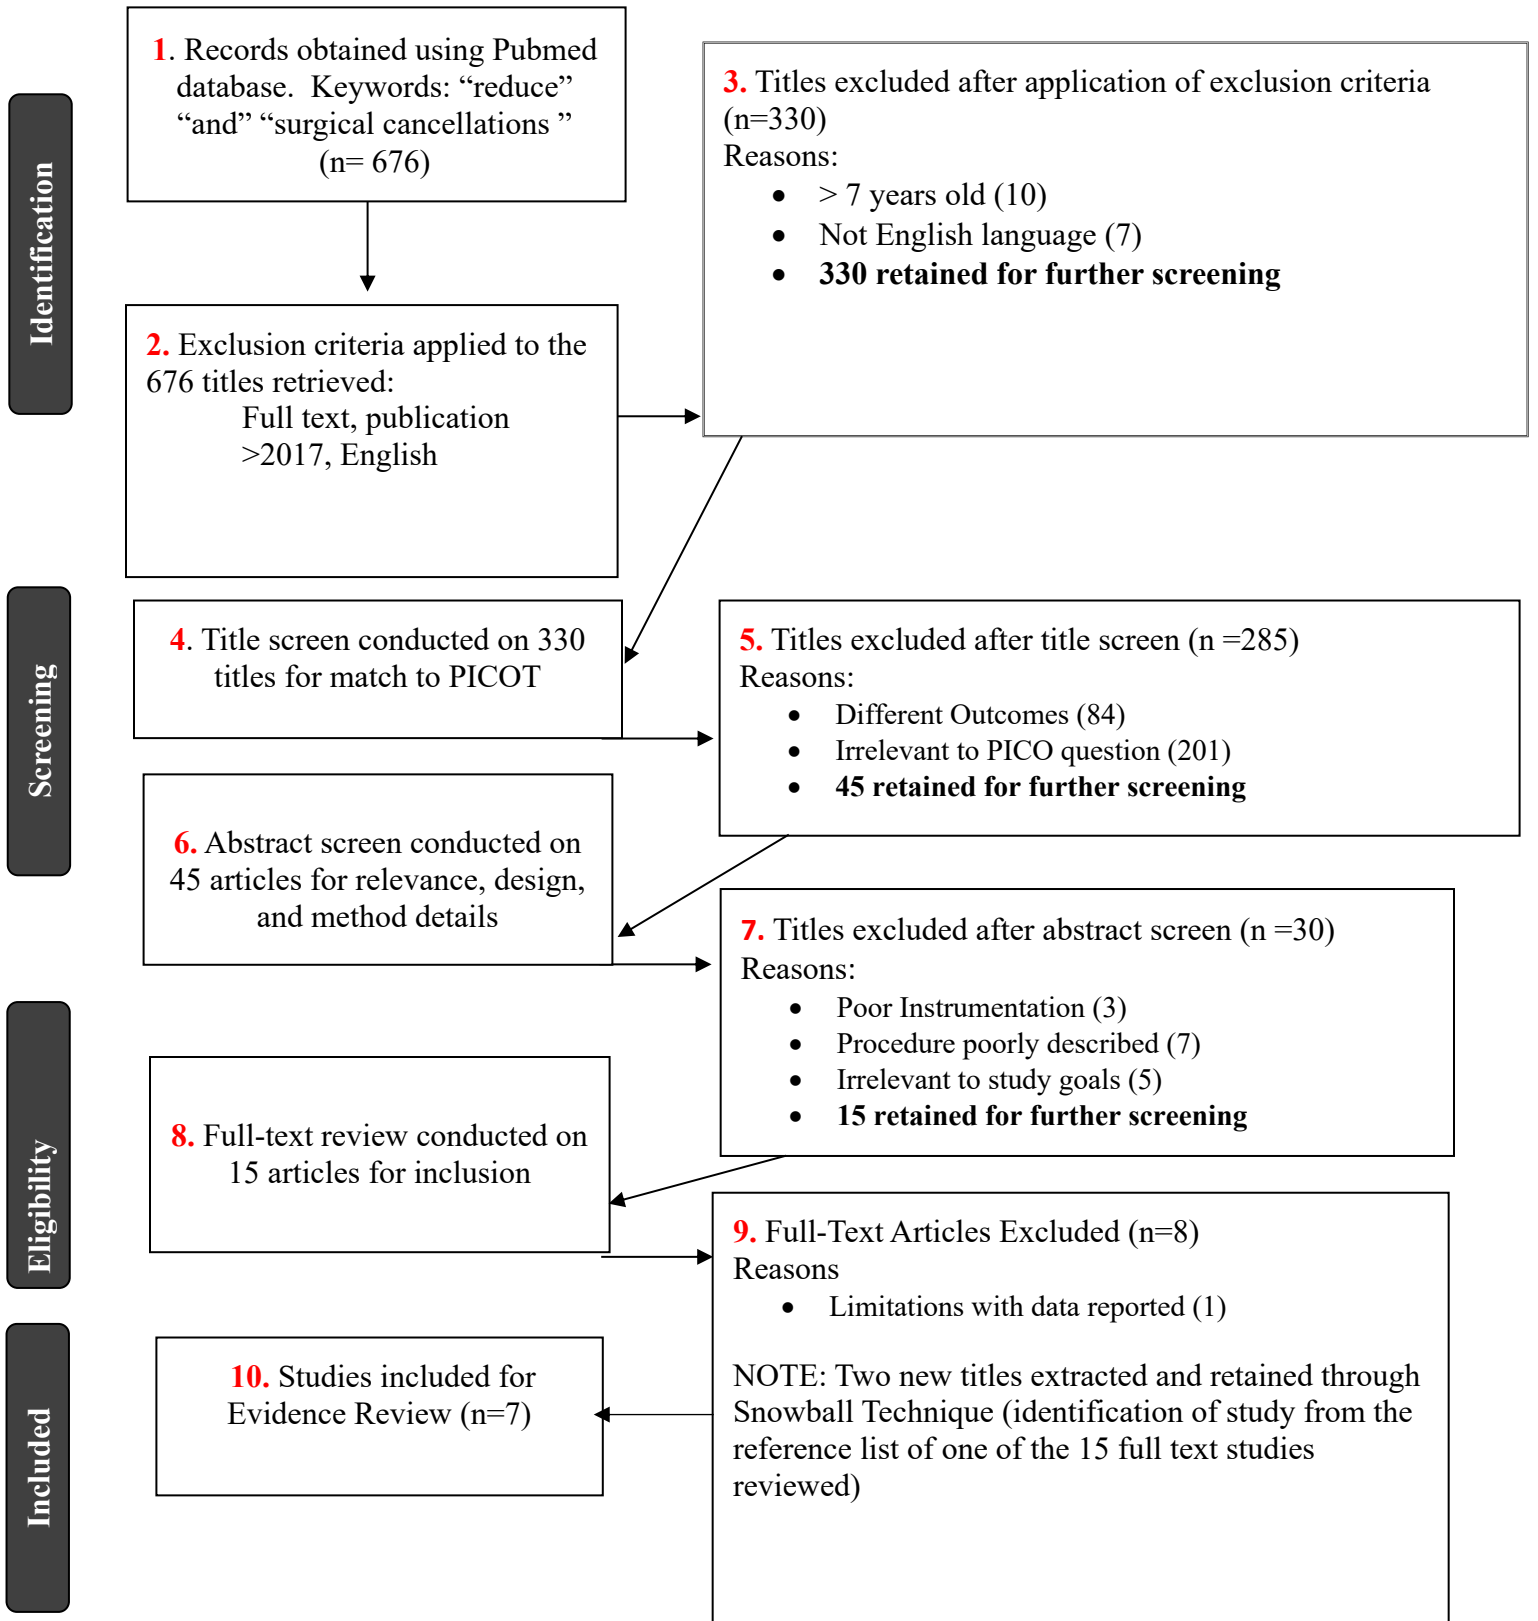 Identification
1. Records obtained using Pubmed
database.  Keywords: “reduce”
“and” “surgical cancellations ”
(n= 676)
2. Exclusion criteria applied to the
676 titles retrieved:
Full text, publication
>2017, English
3. Titles excluded after application of exclusion criteria
(n=330)
Reasons:
• > 7 years old (10)
• Not English language (7)
• 330 retained for further screening
Screening
4. Title screen conducted on 330
titles for match to PICOT
5. Titles excluded after title screen (n =285)
Reasons:
• Different Outcomes (84)
• Irrelevant to PICO question (201)
• 45 retained for further screening
6. Abstract screen conducted on
45 articles for relevance, design,
and method details
7. Titles excluded after abstract screen (n =30)
Reasons:
• Poor Instrumentation (3)
• Procedure poorly described (7)
• Irrelevant to study goals (5)
• 15 retained for further screening
Eligibility
8. Full-text review conducted on
15 articles for inclusion
9. Full-Text Articles Excluded (n=8)
Reasons
• Limitations with data reported (1)
NOTE: Two new titles extracted and retained through
Snowball Technique (identification of study from the
reference list of one of the 15 full text studies
reviewed)
Included
10. Studies included for
Evidence Review (n=7)